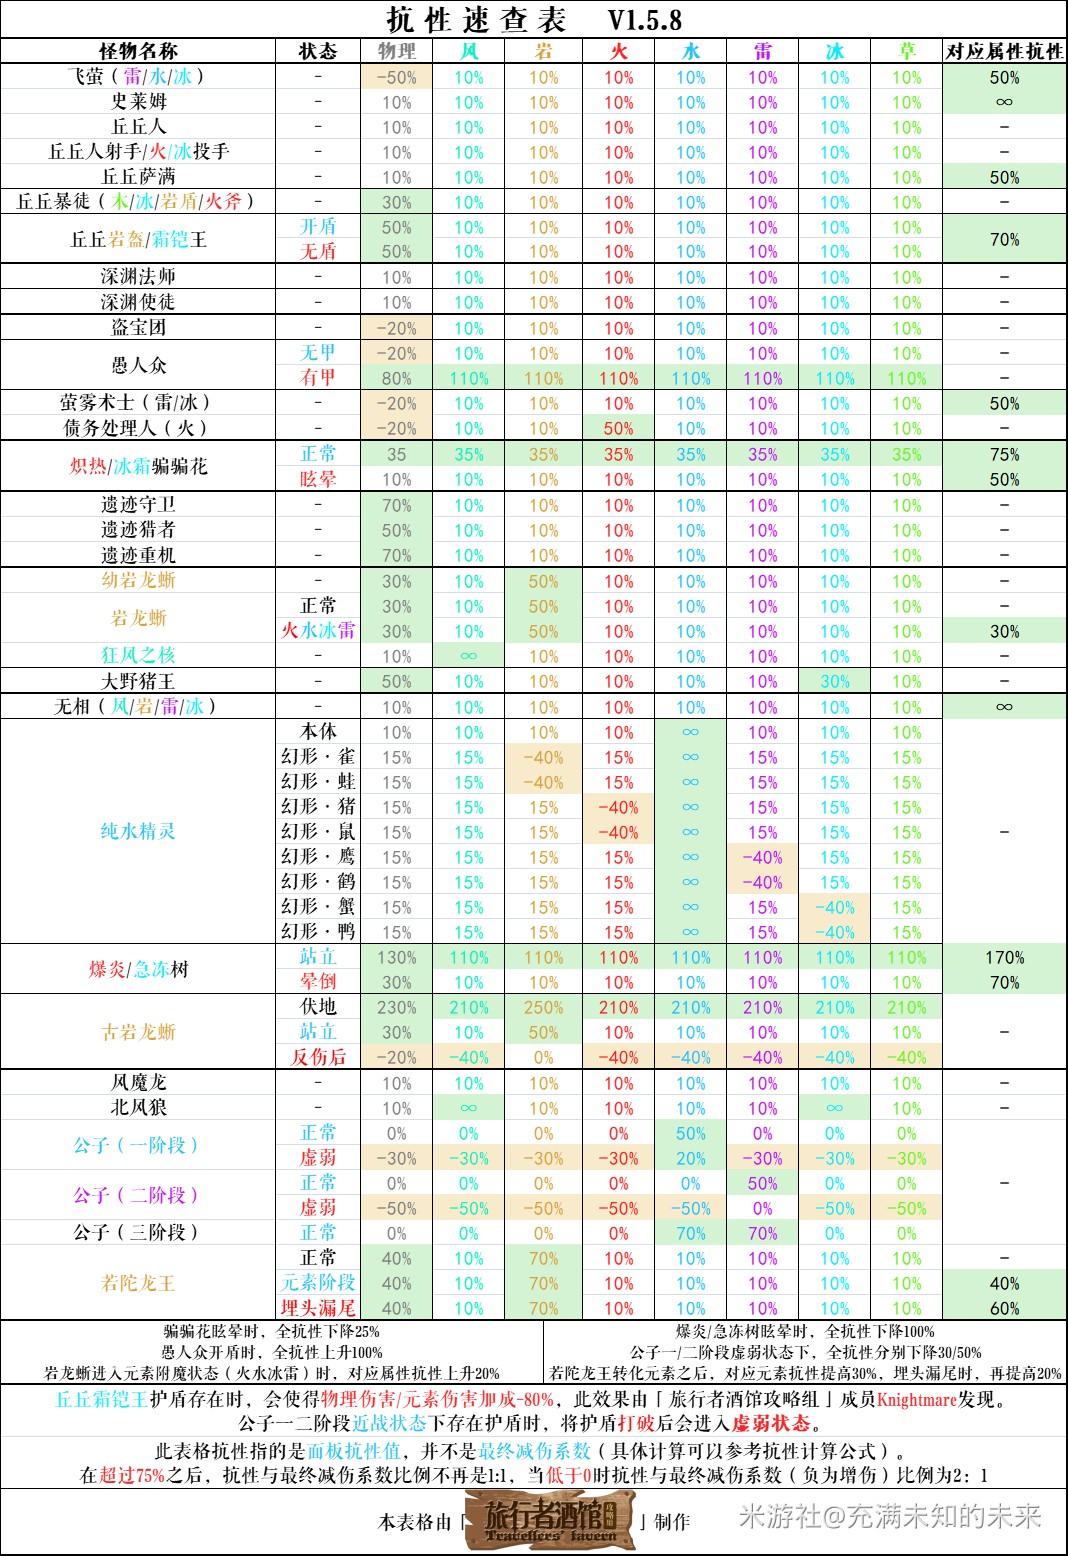 抗性速查表 V1.5.8
怪物名称 状态 物理 风 岩 火 水 雷 冰 草 对应属性抗性
飞萤（雷/水/冰） - -50% 10% 10% 10% 10% 10% 10% 10% 50%
史莱姆 - 10% 10% 10% 10% 10% 10% 10% 10% ∞
丘丘人 - 10% 10% 10% 10% 10% 10% 10% 10% -
丘丘人射手/火/冰投手 - 10% 10% 10% 10% 10% 10% 10% 10% -
丘丘萨满 - 10% 10% 10% 10% 10% 10% 10% 10% 50%
丘丘暴徒（木/冰/岩盾/火斧） - 30% 10% 10% 10% 10% 10% 10% 10% -
丘丘岩盔/霜铠王 开盾 50% 10% 10% 10% 10% 10% 10% 10% 70%
无盾 50% 10% 10% 10% 10% 10% 10% 10%
深渊法师 - 10% 10% 10% 10% 10% 10% 10% 10% -
深渊使徒 - 10% 10% 10% 10% 10% 10% 10% 10% -
盗宝团 - -20% 10% 10% 10% 10% 10% 10% 10% -
愚人众 无甲 -20% 10% 10% 10% 10% 10% 10% 10% -
有甲 80% 110% 110% 110% 110% 110% 110% 110% -
萤雾术士（雷/冰） - -20% 10% 10% 10% 10% 10% 10% 10% 50%
债务处理人（火） - -20% 10% 10% 50% 10% 10% 10% 10% -
炽热/冰霜骗骗花 正常 35 35% 35% 35% 35% 35% 35% 35% 75%
眩晕 10% 10% 10% 10% 10% 10% 10% 10% 50%
遗迹守卫 - 70% 10% 10% 10% 10% 10% 10% 10% -
遗迹猎者 - 50% 10% 10% 10% 10% 10% 10% 10% -
遗迹重机 - 70% 10% 10% 10% 10% 10% 10% 10% -
幼岩龙蜥 - 30% 10% 50% 10% 10% 10% 10% 10% -
岩龙蜥 正常 30% 10% 50% 10% 10% 10% 10% 10% -
火水冰雷 30% 10% 50% 10% 10% 10% 10% 10% 30%
狂风之核 - 10% ∞ 10% 10% 10% 10% 10% 10% -
大野猪王 - 50% 10% 10% 10% 10% 10% 30% 10% -
无相（风/岩/雷/冰） - 10% 10% 10% 10% 10% 10% 10% 10% ∞
纯水精灵 本体 10% 10% 10% 10% ∞ 10% 10% 10% -
幻形·雀 15% 15% -40% 15% ∞ 15% 15% 15%
幻形·蛙 15% 15% -40% 15% ∞ 15% 15% 15%
幻形·猪 15% 15% 15% -40% ∞ 15% 15% 15%
幻形·鼠 15% 15% 15% -40% ∞ 15% 15% 15%
幻形·鹰 15% 15% 15% 15% ∞ -40% 15% 15%
幻形·鹤 15% 15% 15% 15% ∞ -40% 15% 15%
幻形·蟹 15% 15% 15% 15% ∞ 15% -40% 15%
幻形·鸭 15% 15% 15% 15% ∞ 15% -40% 15%
爆炎/急冻树 站立 130% 110% 110% 110% 110% 110% 110% 110% 170%
晕倒 30% 10% 10% 10% 10% 10% 10% 10% 70%
古岩龙蜥 伏地 230% 210% 250% 210% 210% 210% 210% 210% -
站立 30% 10% 50% 10% 10% 10% 10% 10%
反伤后 -20% -40% 0% -40% -40% -40% -40% -40%
风魔龙 - 10% 10% 10% 10% 10% 10% 10% 10% -
北风狼 - 10% ∞ 10% 10% 10% 10% ∞ 10% -
公子（一阶段） 正常 0% 0% 0% 0% 50% 0% 0% 0% -
虚弱 -30% -30% -30% -30% 20% -30% -30% -30%
公子（二阶段） 正常 0% 0% 0% 0% 0% 50% 0% 0%
虚弱 -50% -50% -50% -50% -50% 0% -50% -50%
公子（三阶段） 正常 0% 0% 0% 0% 70% 70% 0% 0%
若陀龙王 正常 40% 10% 70% 10% 10% 10% 10% 10% -
元素阶段 40% 10% 70% 10% 10% 10% 10% 10% 40%
埋头漏尾 40% 10% 70% 10% 10% 10% 10% 10% 60%
骗骗花眩晕时，全抗性下降25% 爆炎/急冻树眩晕时，全抗性下降100%
愚人众开盾时，全抗性上升100% 公子一/二阶段虚弱状态下，全抗性分别下降30/50%
岩龙蜥进入元素附魔状态（火水冰雷）时，对应属性抗性上升20% 若陀龙王转化元素之后，对应元素抗性提高30%，埋头漏尾时，再提高20%
丘丘霜铠王护盾存在时，会使得物理伤害/元素伤害加成-80%，此效果由「旅行者酒馆攻略组」成员Knightmare发现。
公子一二阶段近战状态下存在护盾时，将护盾打破后会进入虚弱状态。
此表格抗性指的是面板抗性值，并不是最终减伤系数（具体计算可以参考抗性计算公式）。
在超过75%之后，抗性与最终减伤系数比例不再是1:1，当低于0时抗性与最终减伤系数（负为增伤）比例为2：1
本表格由「旅行者酒馆 攻略组 Travellers' tavern」制作
米游社@充满未知的未来